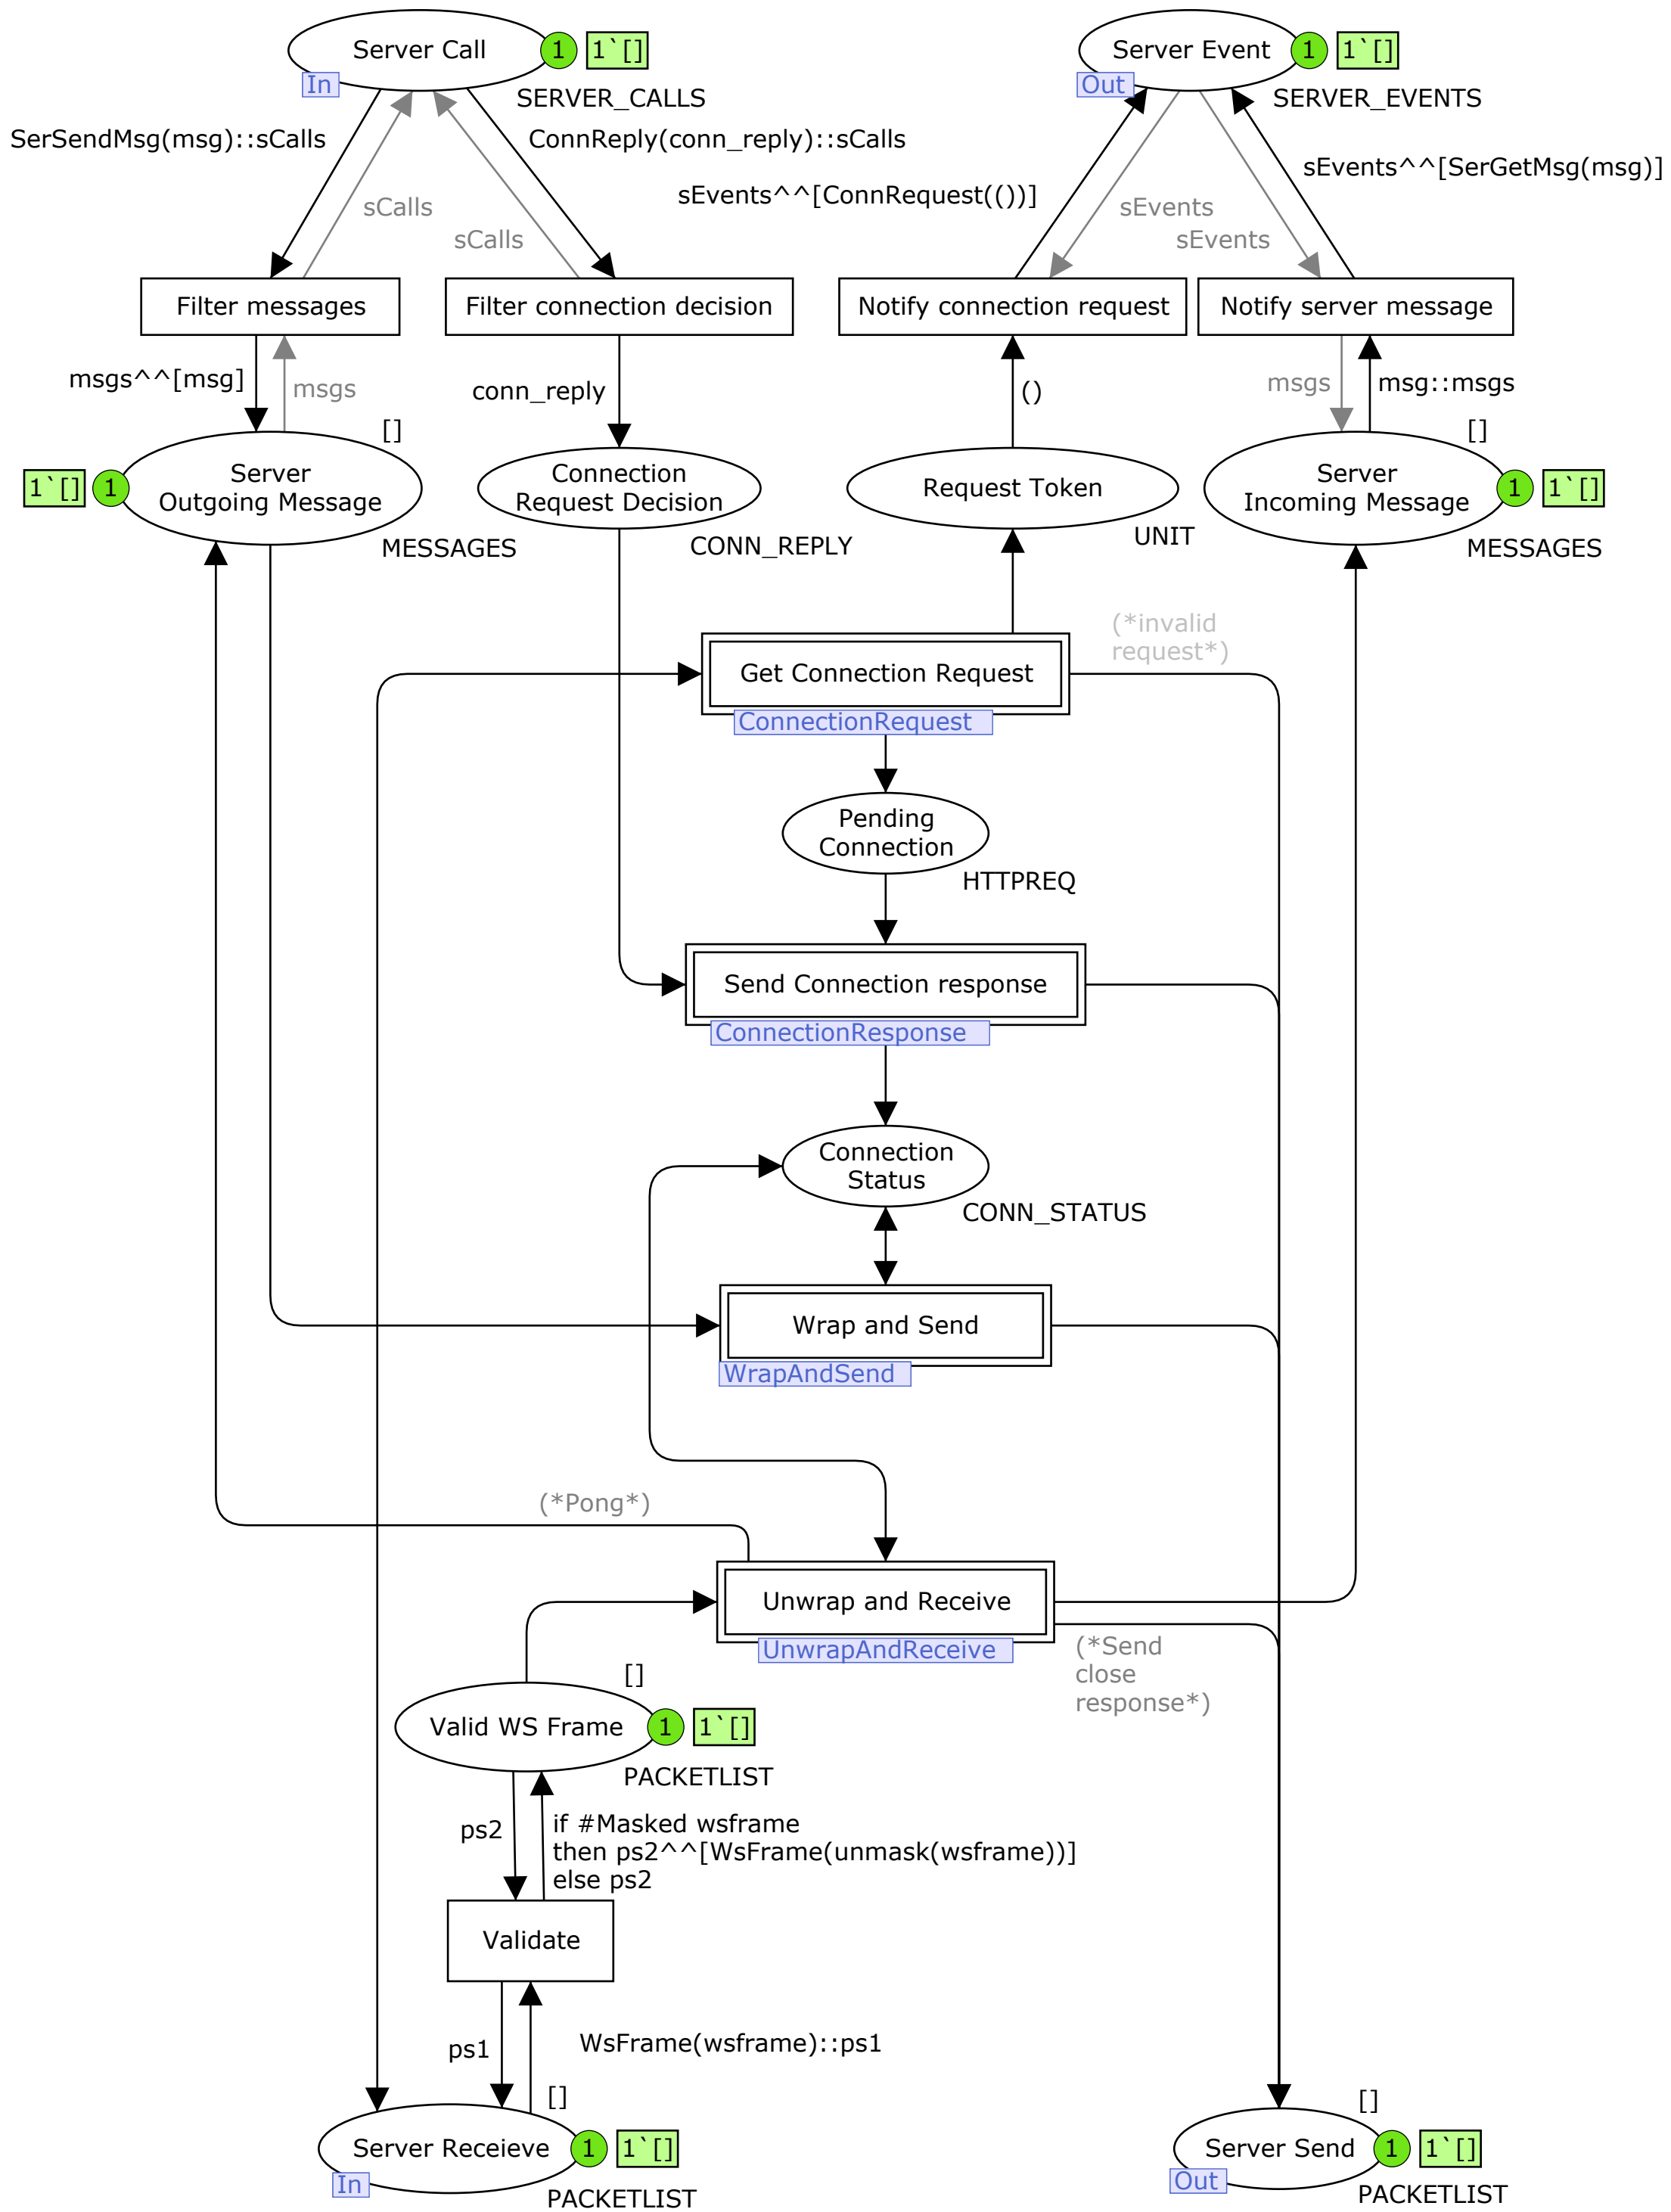 Server Call
1
1`[]
In
SERVER_CALLS
Server Event
1
1`[]
Out
SERVER_EVENTS
SerSendMsg(msg)::sCalls
ConnReply(conn_reply)::sCalls
sEvents^^[ConnRequest(())]
sEvents^^[SerGetMsg(msg)]
sCalls
sCalls
sEvents
sEvents
Filter messages
Filter connection decision
Notify connection request
Notify server message
msgs^^[msg]
msgs
conn_reply
()
msgs
msg::msgs
[]
[]
1`[]
1
Server
Outgoing Message
MESSAGES
Connection
Request Decision
CONN_REPLY
Request Token
UNIT
Server
Incoming Message
1
1`[]
MESSAGES
(*invalid
request*)
Get Connection Request
ConnectionRequest
Pending
Connection
HTTPREQ
Send Connection response
ConnectionResponse
Connection
Status
CONN_STATUS
Wrap and Send
WrapAndSend
(*Pong*)
Unwrap and Receive
UnwrapAndReceive
(*Send
close
response*)
[]
Valid WS Frame
1
1`[]
PACKETLIST
ps2
if #Masked wsframe
then ps2^^[WsFrame(unmask(wsframe))]
else ps2
Validate
ps1
WsFrame(wsframe)::ps1
[]
Server Receieve
1
1`[]
In
PACKETLIST
[]
Server Send
1
1`[]
Out
PACKETLIST